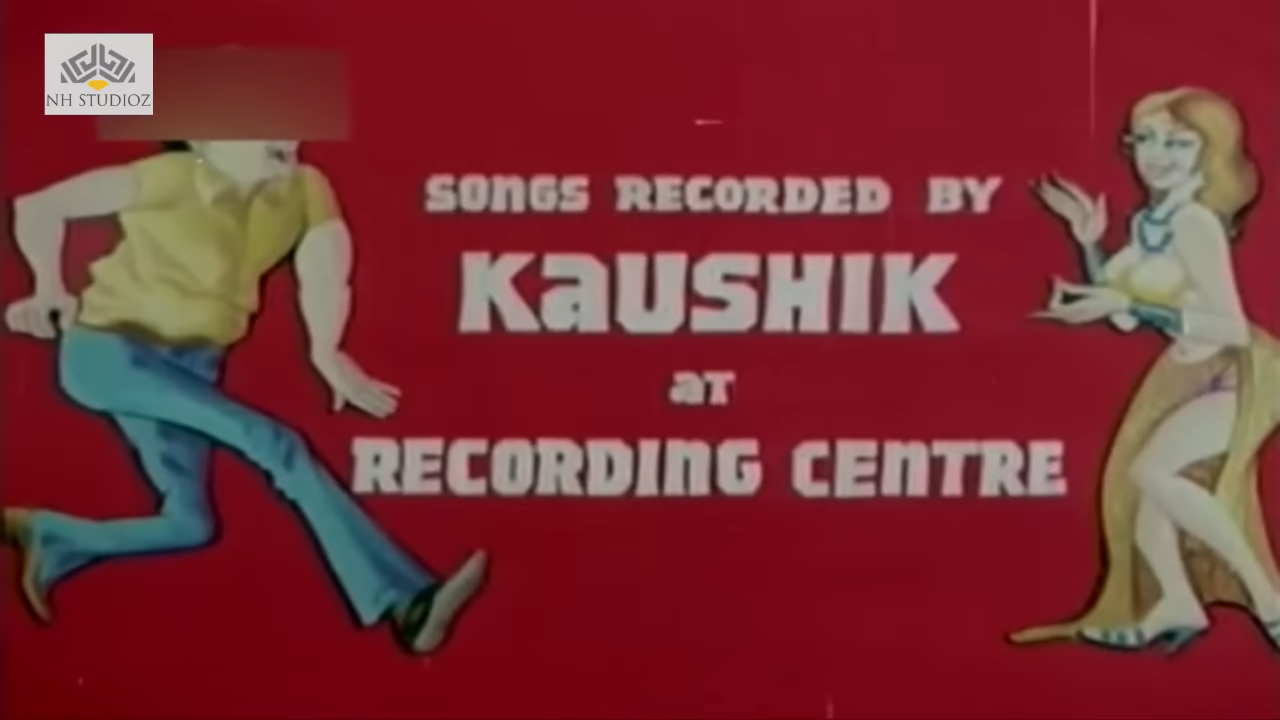 NH STUDIOZ
SONGS RECORDED BY
KaUSHIK
aT
RECORDING CENTRE